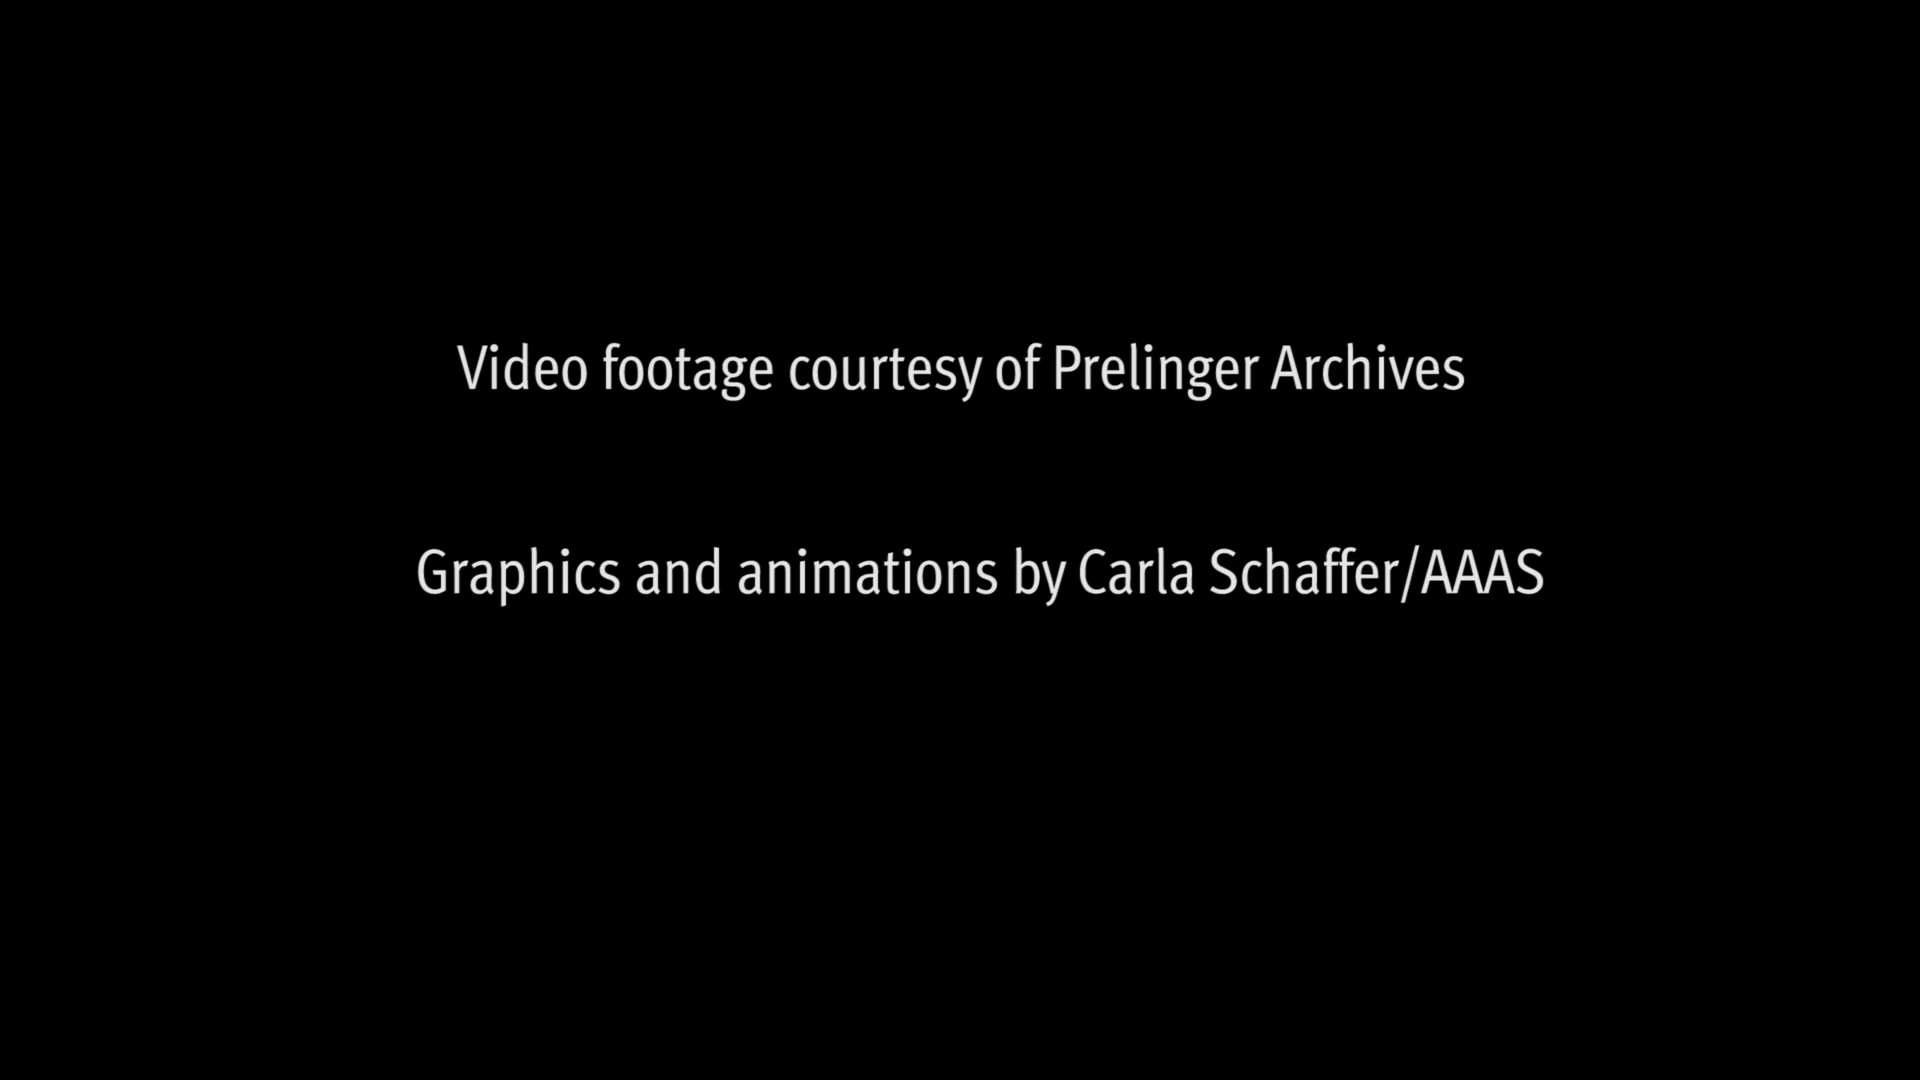 Video footage courtesy of Prelinger Archives
Graphics and animations by Carla Schaffer/AAAS